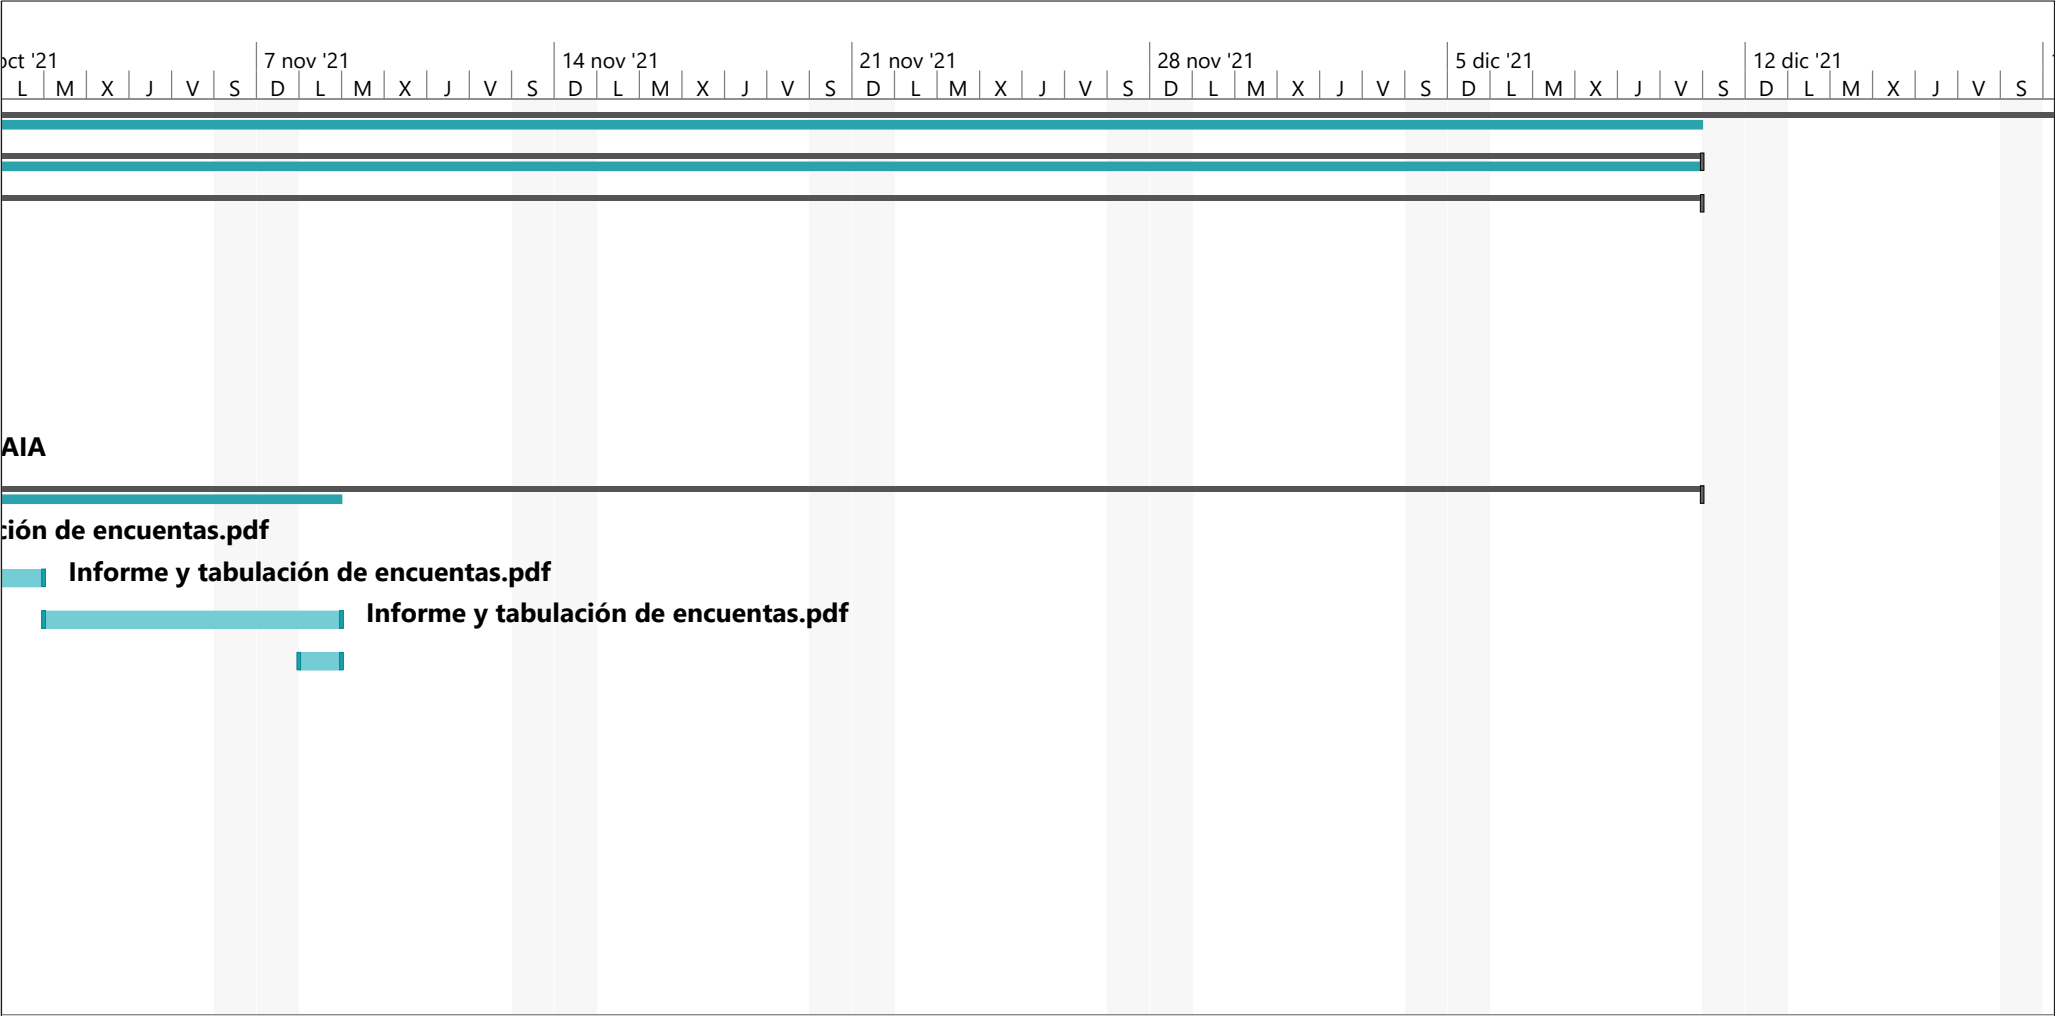 oct '21 7 nov '21 14 nov '21 21 nov '21 28 nov '21 5 dic '21 12 dic '21
L M X J V S D L M X J V S D L M X J V S D L M X J V S D L M X J V S D L M X J V S D L M X J V S
AIA
ción de encuentas.pdf
Informe y tabulación de encuentas.pdf
Informe y tabulación de encuentas.pdf